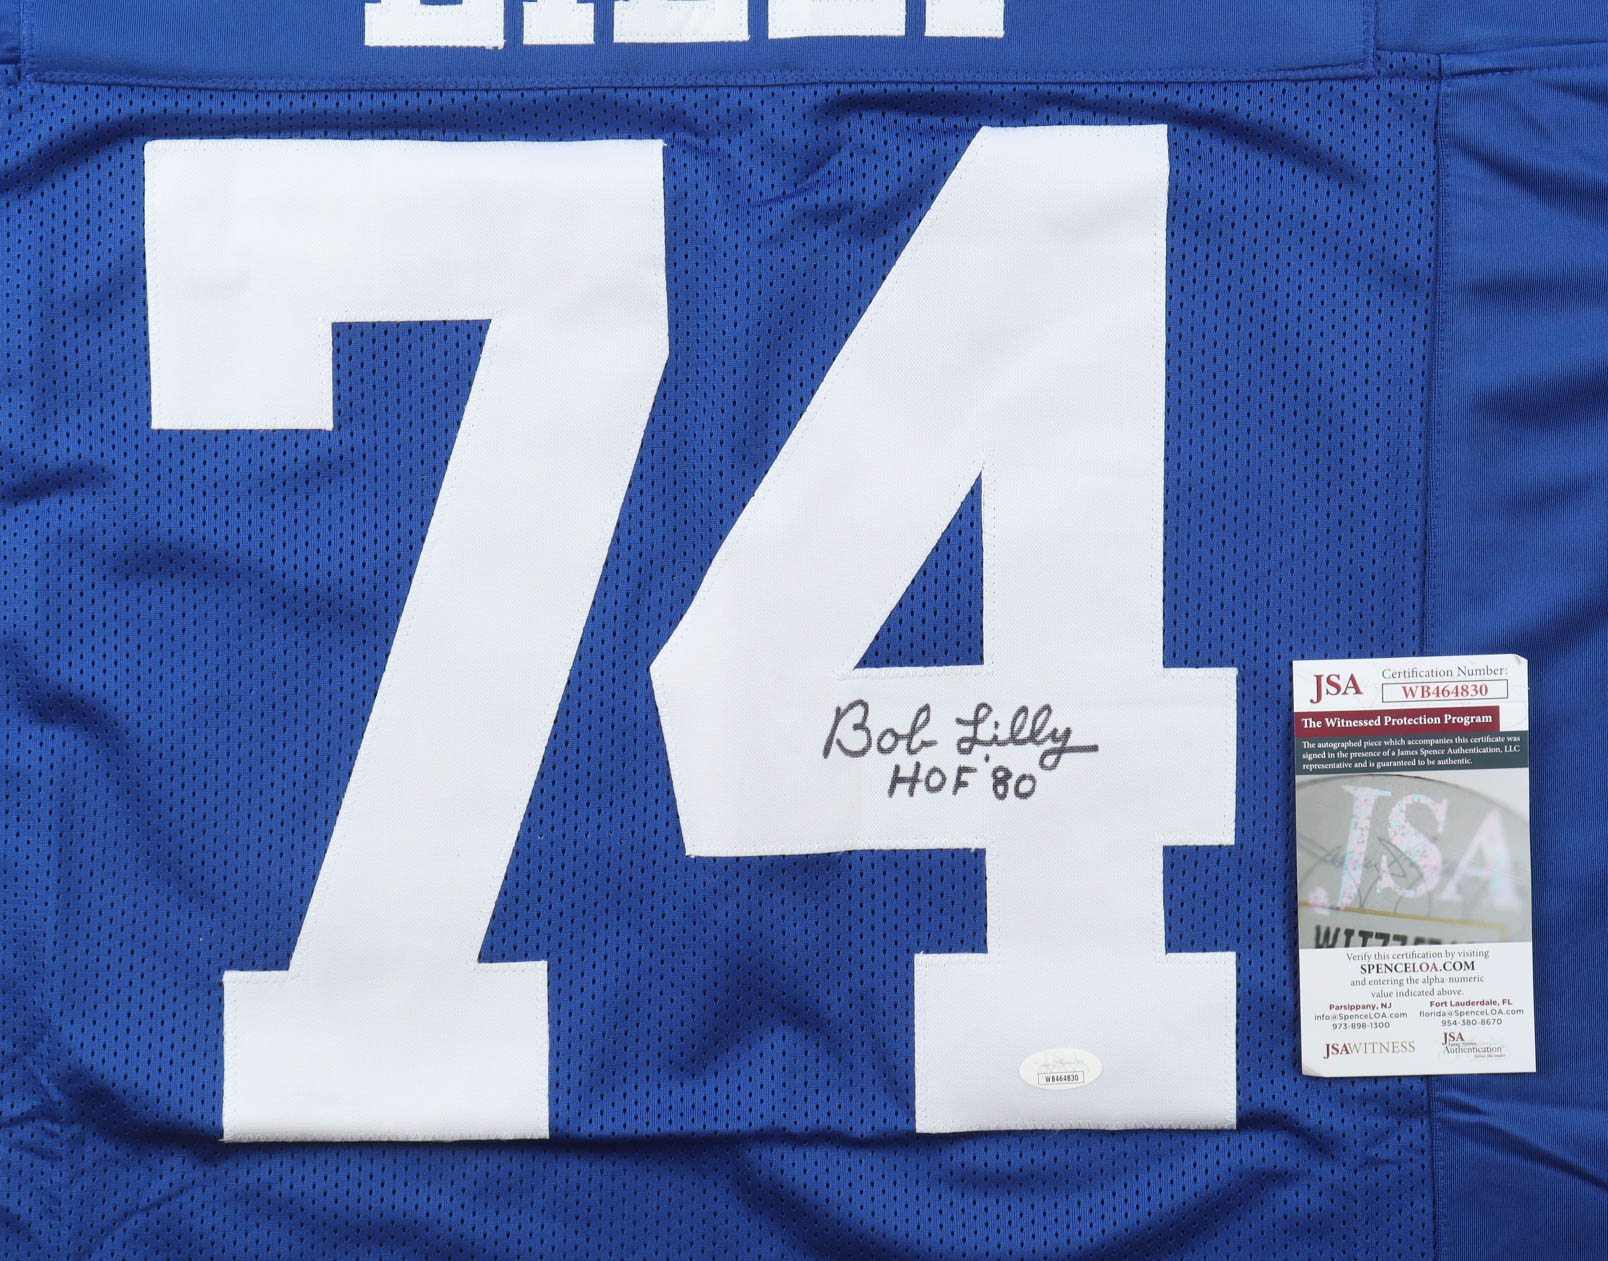 LILLY
74
Bob Lilly
HOF '80
WB464830
JSA
Certification Number:
WB464830
The Witnessed Protection Program
The autographed piece which accompanies this certificate was
signed in the presence of a James Spence Authentication, LLC
representative and is guaranteed to be authentic.
JSA
Verify this certification by visiting
SPENCELOA.COM
and entering the alpha-numeric
value indicated above.
Parsippany, NJ
info@SpenceLOA.com
973-898-1300
Fort Lauderdale, FL
florida@SpenceLOA.com
954-380-8670
JSAWITNESS
JSA
Authentication